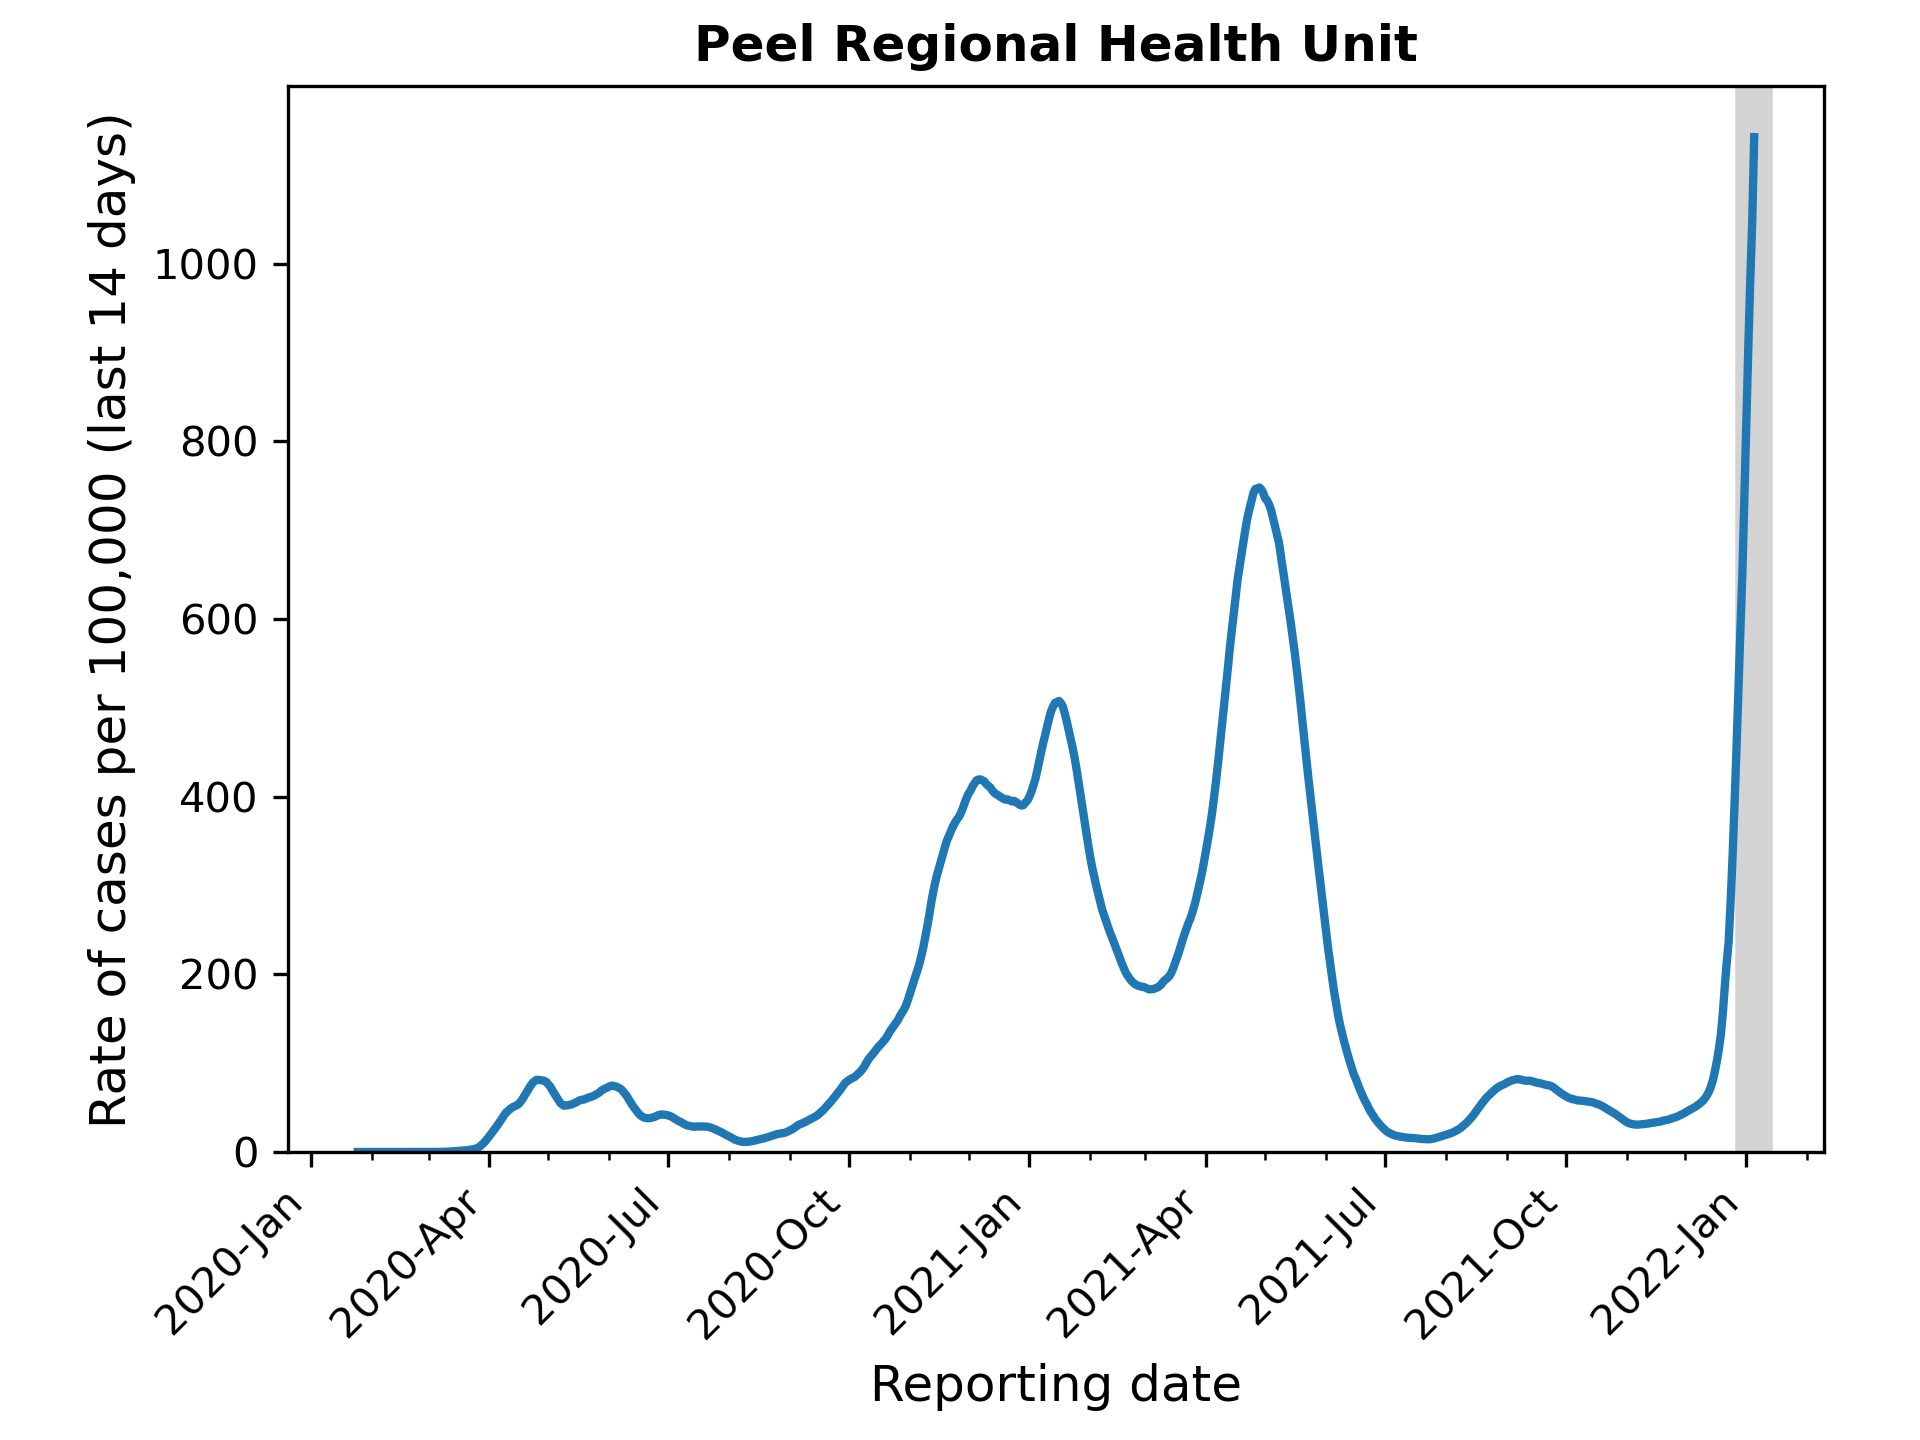 Peel Regional Health Unit
Rate of cases per 100,000 (last 14 days)
1000
800
600
400
200
0
2020-Jan
2020-Apr
2020-Jul
2020-Oct
2021-Jan
2021-Apr
2021-Jul
2021-Oct
2022-Jan
Reporting date